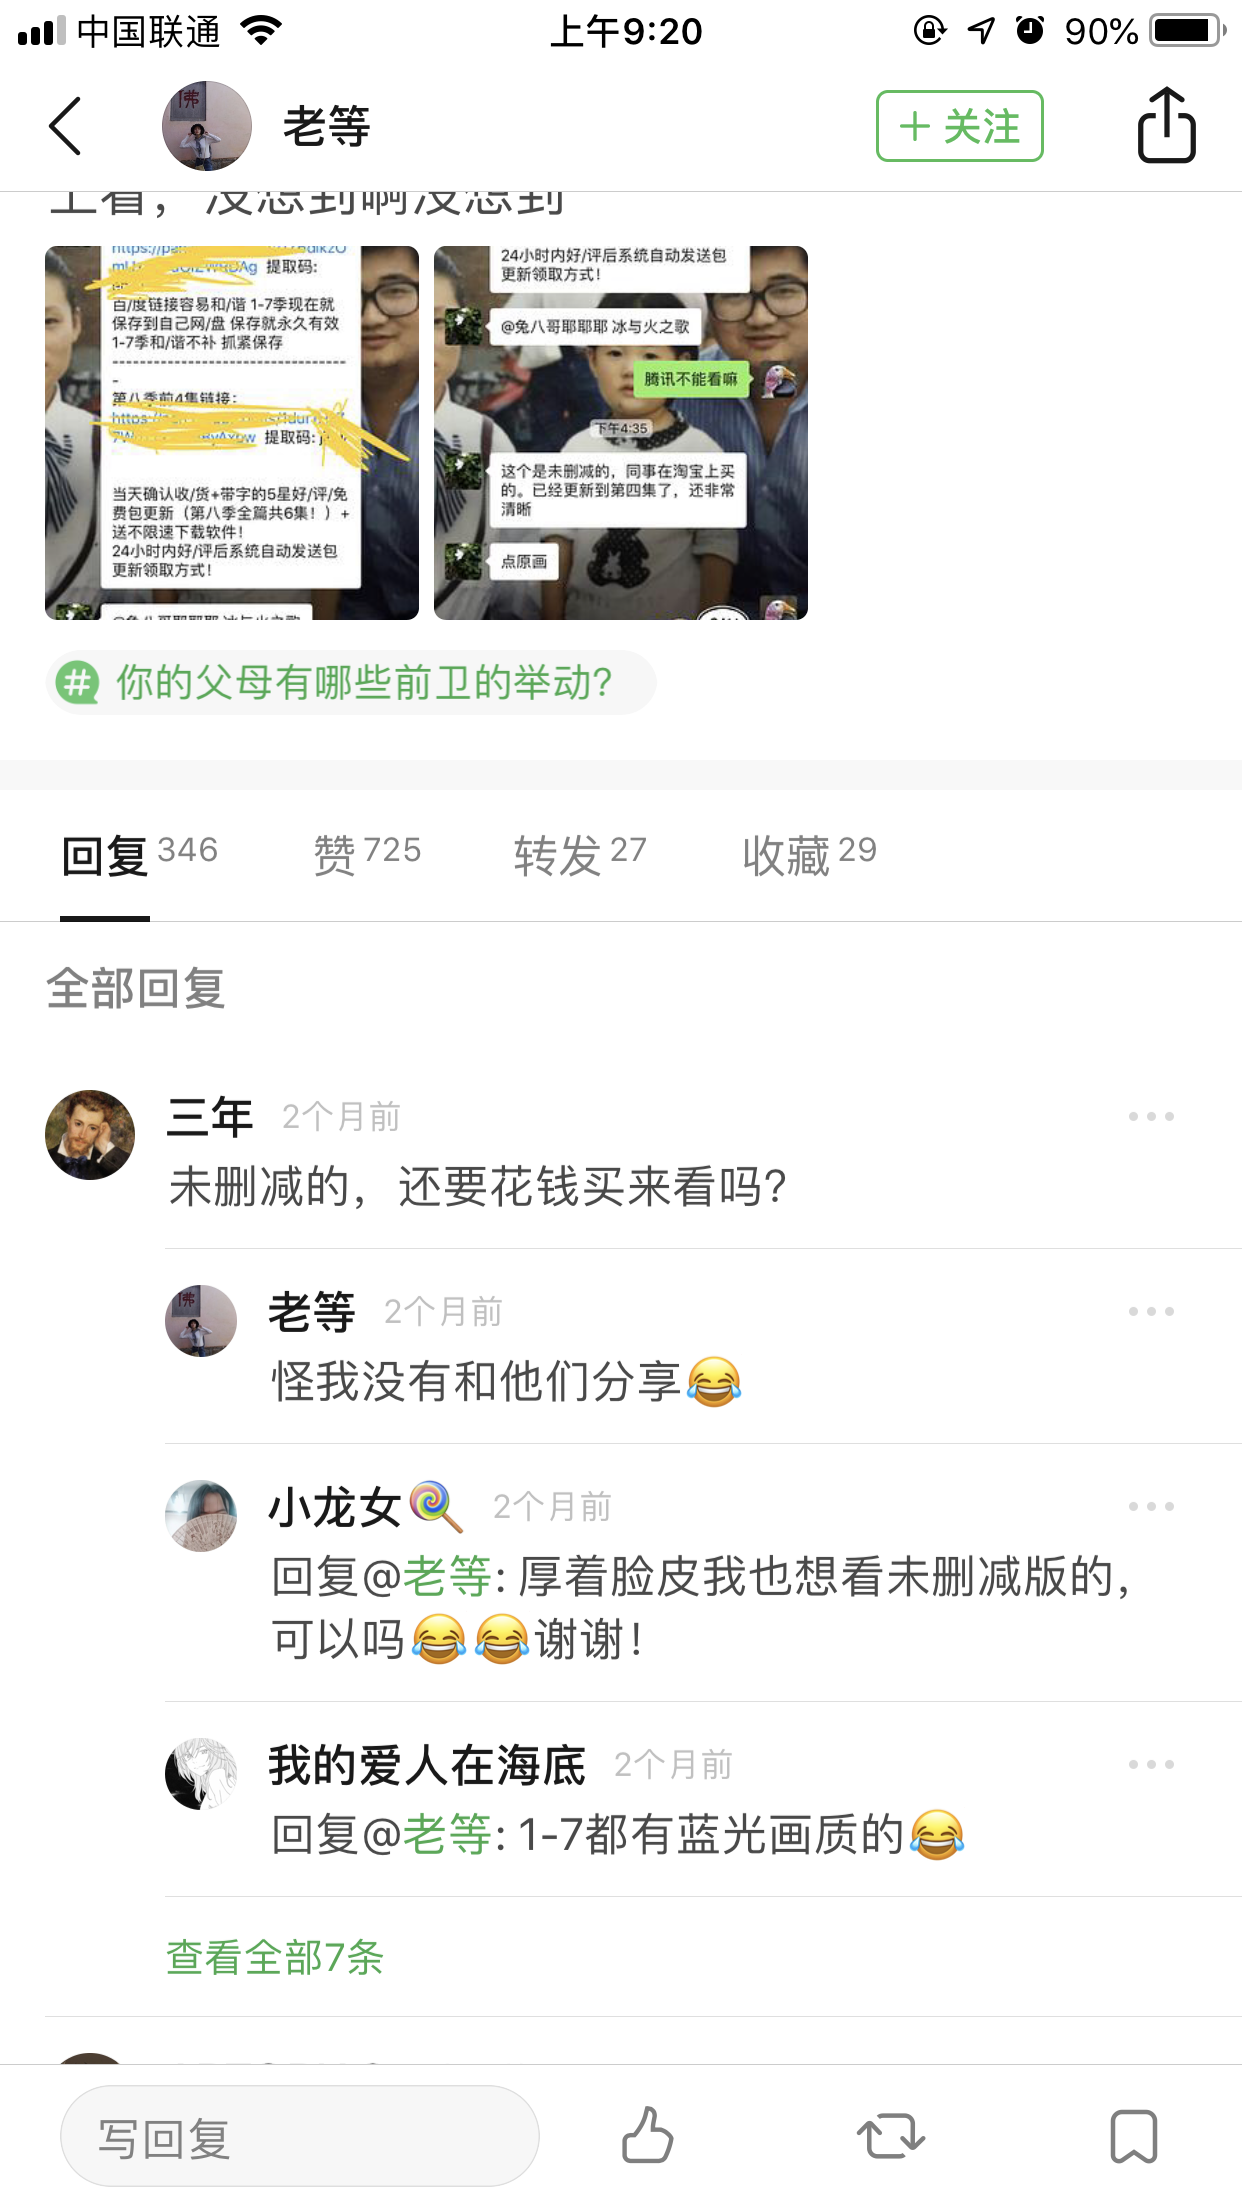 中国联通
上午9:20
90%
老等
+ 关注
上看，没想到啊没想到
提取码:
百/度链接容易和/谐 1-7季现在就
保存到自己网/盘 保存就永久有效
1-7季和/谐不补 抓紧保存
--------------------------------
-
第八季前4集链接:
提取码:
当天确认收/货+带字的5星好/评/免
费包更新（第八季全篇共6集！）+
送不限速下载软件！
24小时内好/评后系统自动发送包
更新领取方式！
@兔八哥耶耶耶 冰与火之歌
24小时内好/评后系统自动发送包
更新领取方式！
@兔八哥耶耶耶 冰与火之歌
腾讯不能看嘛
下午4:35
这个是未删减的，同事在淘宝上买
的。已经更新到第四集了，还非常
清晰
点原画
# 你的父母有哪些前卫的举动?
回复 346 赞 725 转发 27 收藏 29
全部回复
三年 2个月前
未删减的，还要花钱买来看吗?
老等 2个月前
怪我没有和他们分享😂
小龙女🍭 2个月前
回复@老等: 厚着脸皮我也想看未删减版的，
可以吗😂😂谢谢！
我的爱人在海底 2个月前
回复@老等: 1-7都有蓝光画质的😂
查看全部7条
写回复